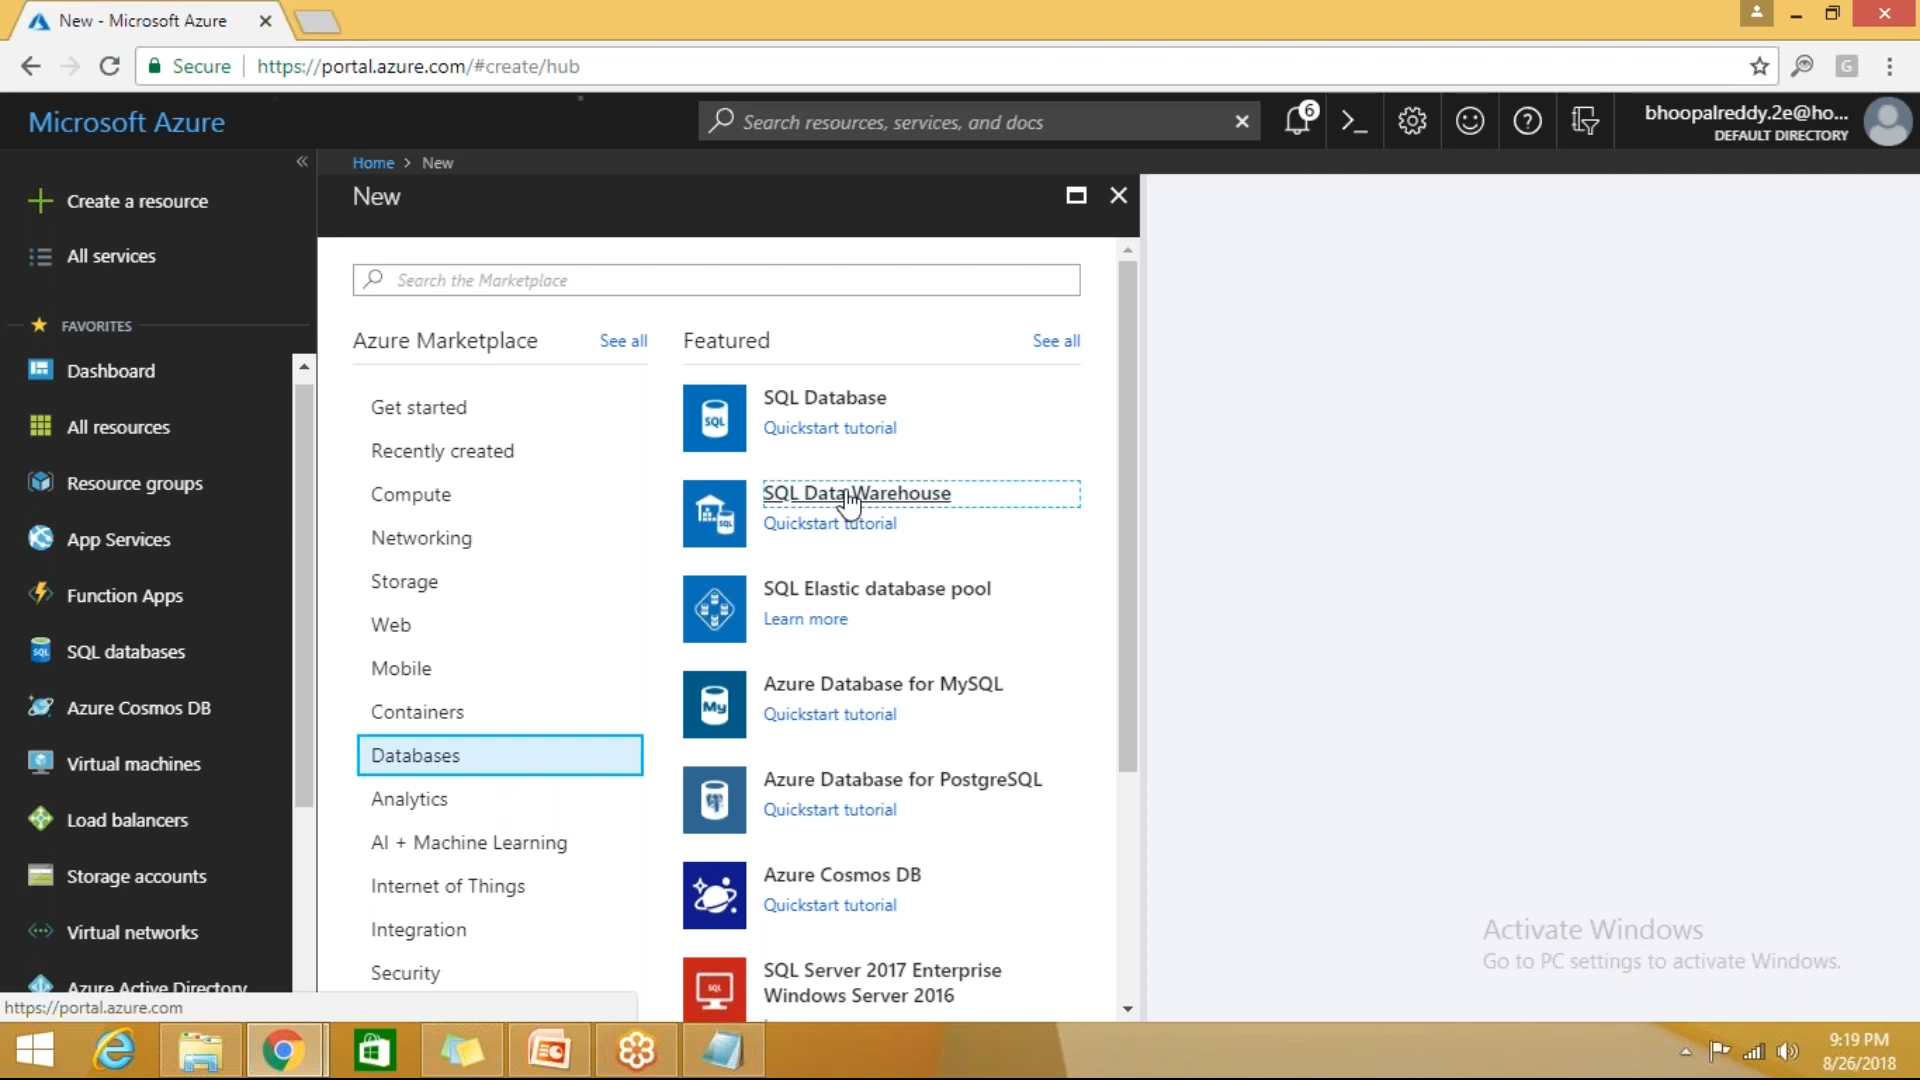 New - Microsoft Azure
Secure
https://portal.azure.com/#create/hub
G
Microsoft Azure
Search resources, services, and docs
6
bhoopalreddy.2e@ho...
DEFAULT DIRECTORY
Home > New
New
Create a resource
All services
FAVORITES
Dashboard
All resources
Resource groups
App Services
Function Apps
SQL databases
Azure Cosmos DB
Virtual machines
Load balancers
Storage accounts
Virtual networks
Azure Active Directory
https://portal.azure.com
Search the Marketplace
Azure Marketplace
See all
Get started
Recently created
Compute
Networking
Storage
Web
Mobile
Containers
Databases
Analytics
AI + Machine Learning
Internet of Things
Integration
Security
Featured
See all
SQL
SQL Database
Quickstart tutorial
SQL Data Warehouse
Quickstart tutorial
SQL Elastic database pool
Learn more
My
Azure Database for MySQL
Quickstart tutorial
Azure Database for PostgreSQL
Quickstart tutorial
Azure Cosmos DB
Quickstart tutorial
SQL
SQL Server 2017 Enterprise
Windows Server 2016
Activate Windows
Go to PC settings to activate Windows.
9:19 PM
8/26/2018